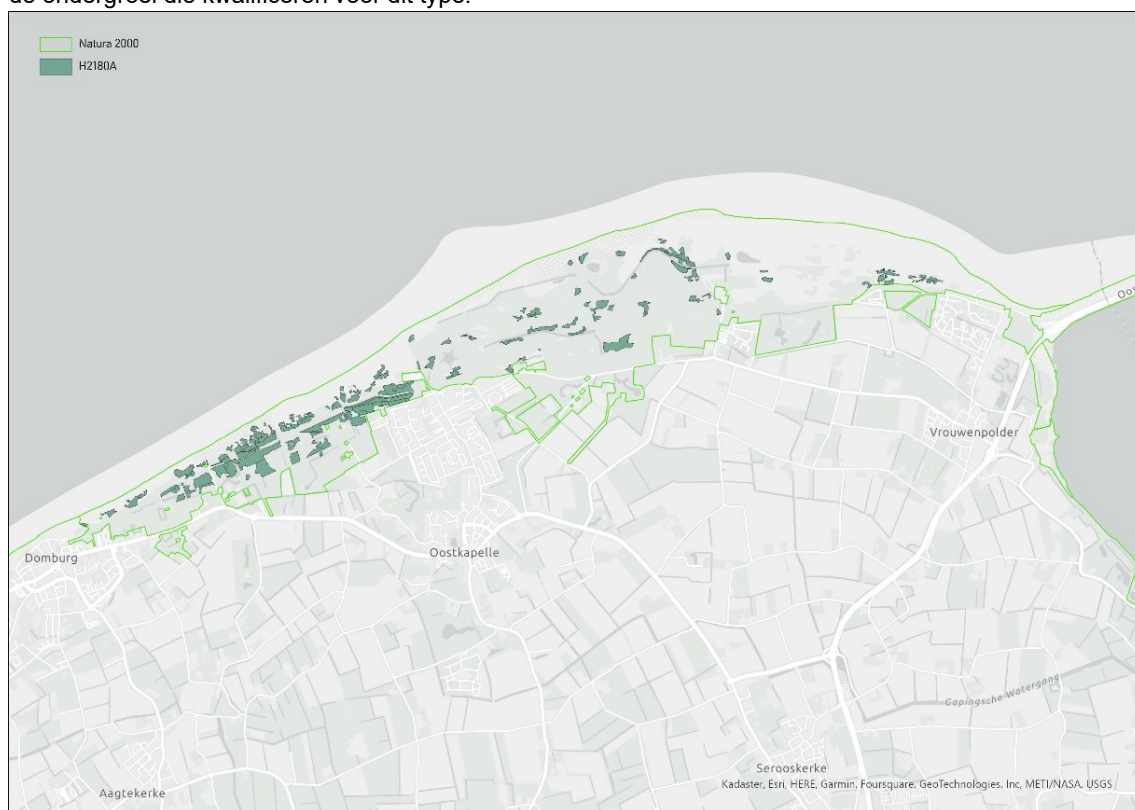 de ondergroei die kwalificeren voor dit type.
Natura 2000
H2180A
Oos
Vrouwenpolder
Domburg
Oostkapelle
Gapingsche Watergang
Serooskerke
Aagtekerke
Kadaster, Esri, HERE, Garmin, Foursquare, GeoTechnologies, Inc, METI/NASA, USGS